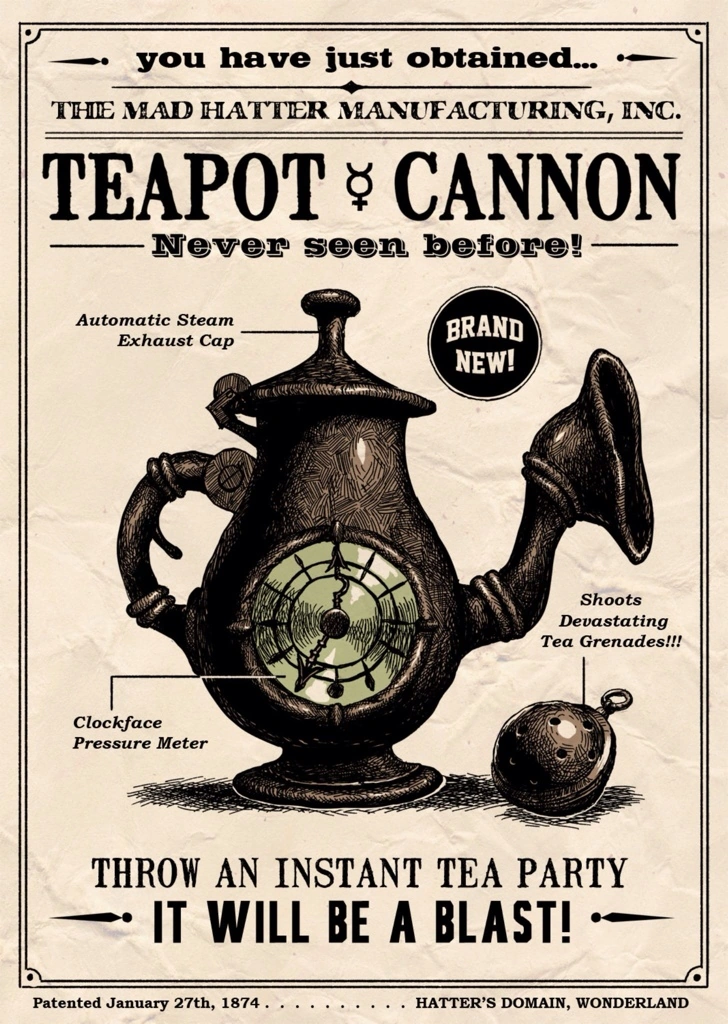 you have just obtained...
THE MAD HATTER MANUFACTURING, INC.
TEAPOT ☿ CANNON
Never seen before!
Automatic Steam
Exhaust Cap
BRAND
NEW!
Shoots
Devastating
Tea Grenades!!!
Clockface
Pressure Meter
THROW AN INSTANT TEA PARTY
IT WILL BE A BLAST!
Patented January 27th, 1874 . . . . . . . . . . HATTER'S DOMAIN, WONDERLAND